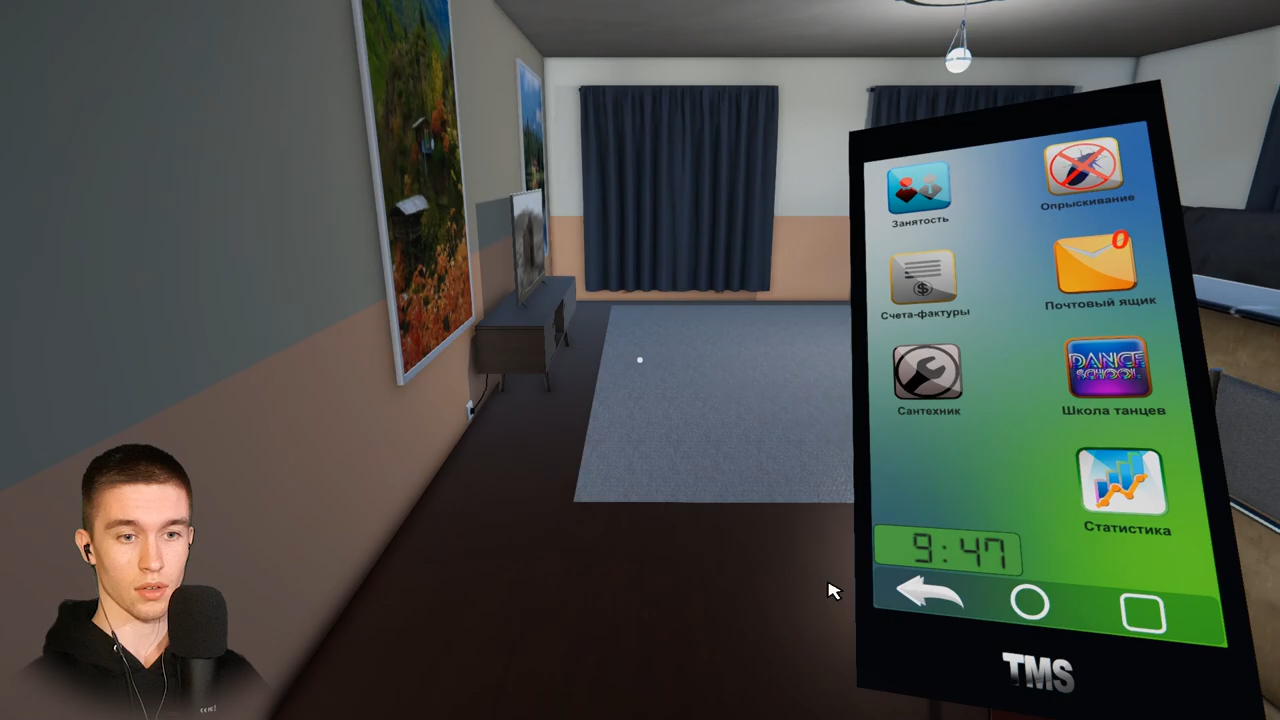 Занятость
Опрыскивание
0
Счета-фактуры
Почтовый ящик
DANCE
SCHOOL
Сантехник
Школа танцев
Статистика
9:47
TMS